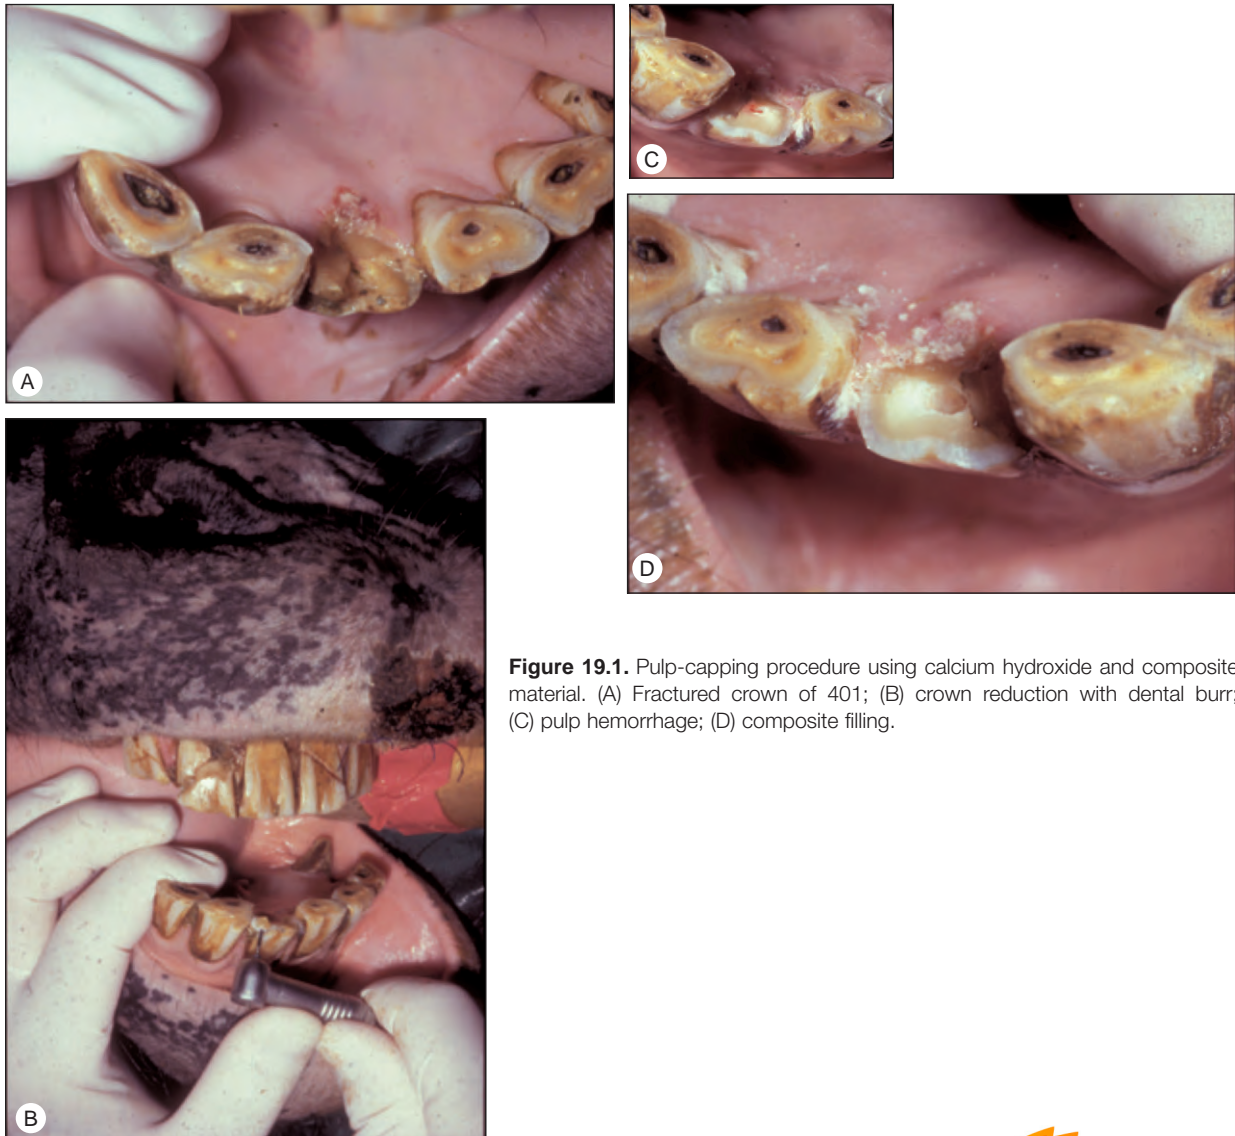 A
C
D
B
Figure 19.1. Pulp-capping procedure using calcium hydroxide and composite
material. (A) Fractured crown of 401; (B) crown reduction with dental burr;
(C) pulp hemorrhage; (D) composite filling.